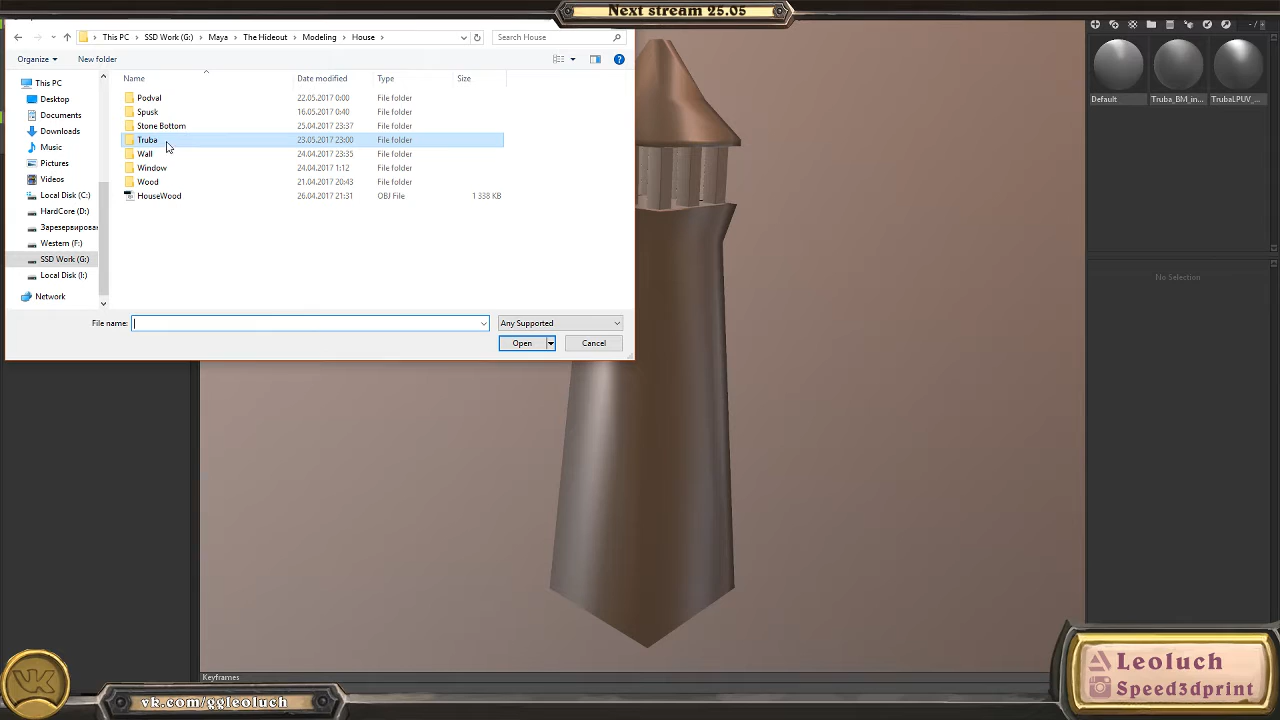 Next stream 25.05
This PC > SSD Work (G:) > Maya > The Hideout > Modeling > House >
Search House
Organize
New folder
Name
Date modified
Type
Size
This PC
Desktop
Documents
Downloads
Music
Pictures
Videos
Local Disk (C:)
HardCore (D:)
Зарезервирова
Western (F:)
SSD Work (G:)
Local Disk (I:)
Network
Podval 22.05.2017 0:00 File folder
Spusk 16.05.2017 0:40 File folder
Stone Bottom 25.04.2017 23:37 File folder
Truba 23.05.2017 23:00 File folder
Wall 24.04.2017 23:35 File folder
Window 24.04.2017 1:12 File folder
Wood 21.04.2017 20:43 File folder
HouseWood 26.04.2017 21:31 OBJ File 1 338 KB
File name:
Any Supported
Open
Cancel
Default
Truba_BM_in...
TrubaLPUV_...
No Selection
Keyframes
VK
vk.com/ggleoluch
Leoluch
Speed3dprint